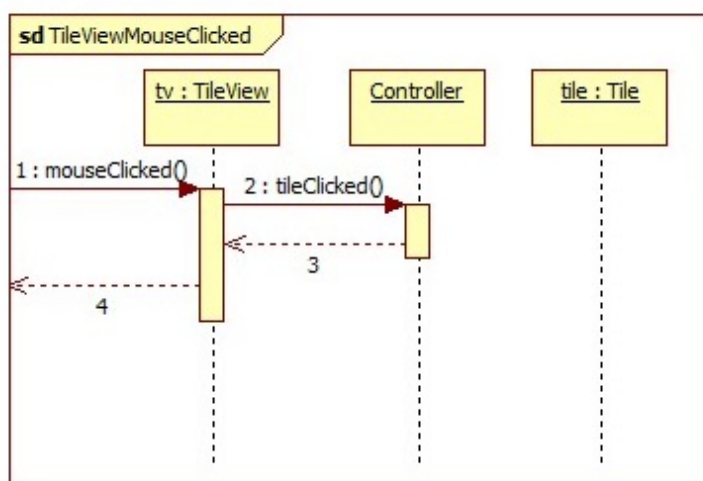 sd TileViewMouseClicked
tv : TileView
Controller
tile : Tile
1 : mouseClicked()
2 : tileClicked()
3
4